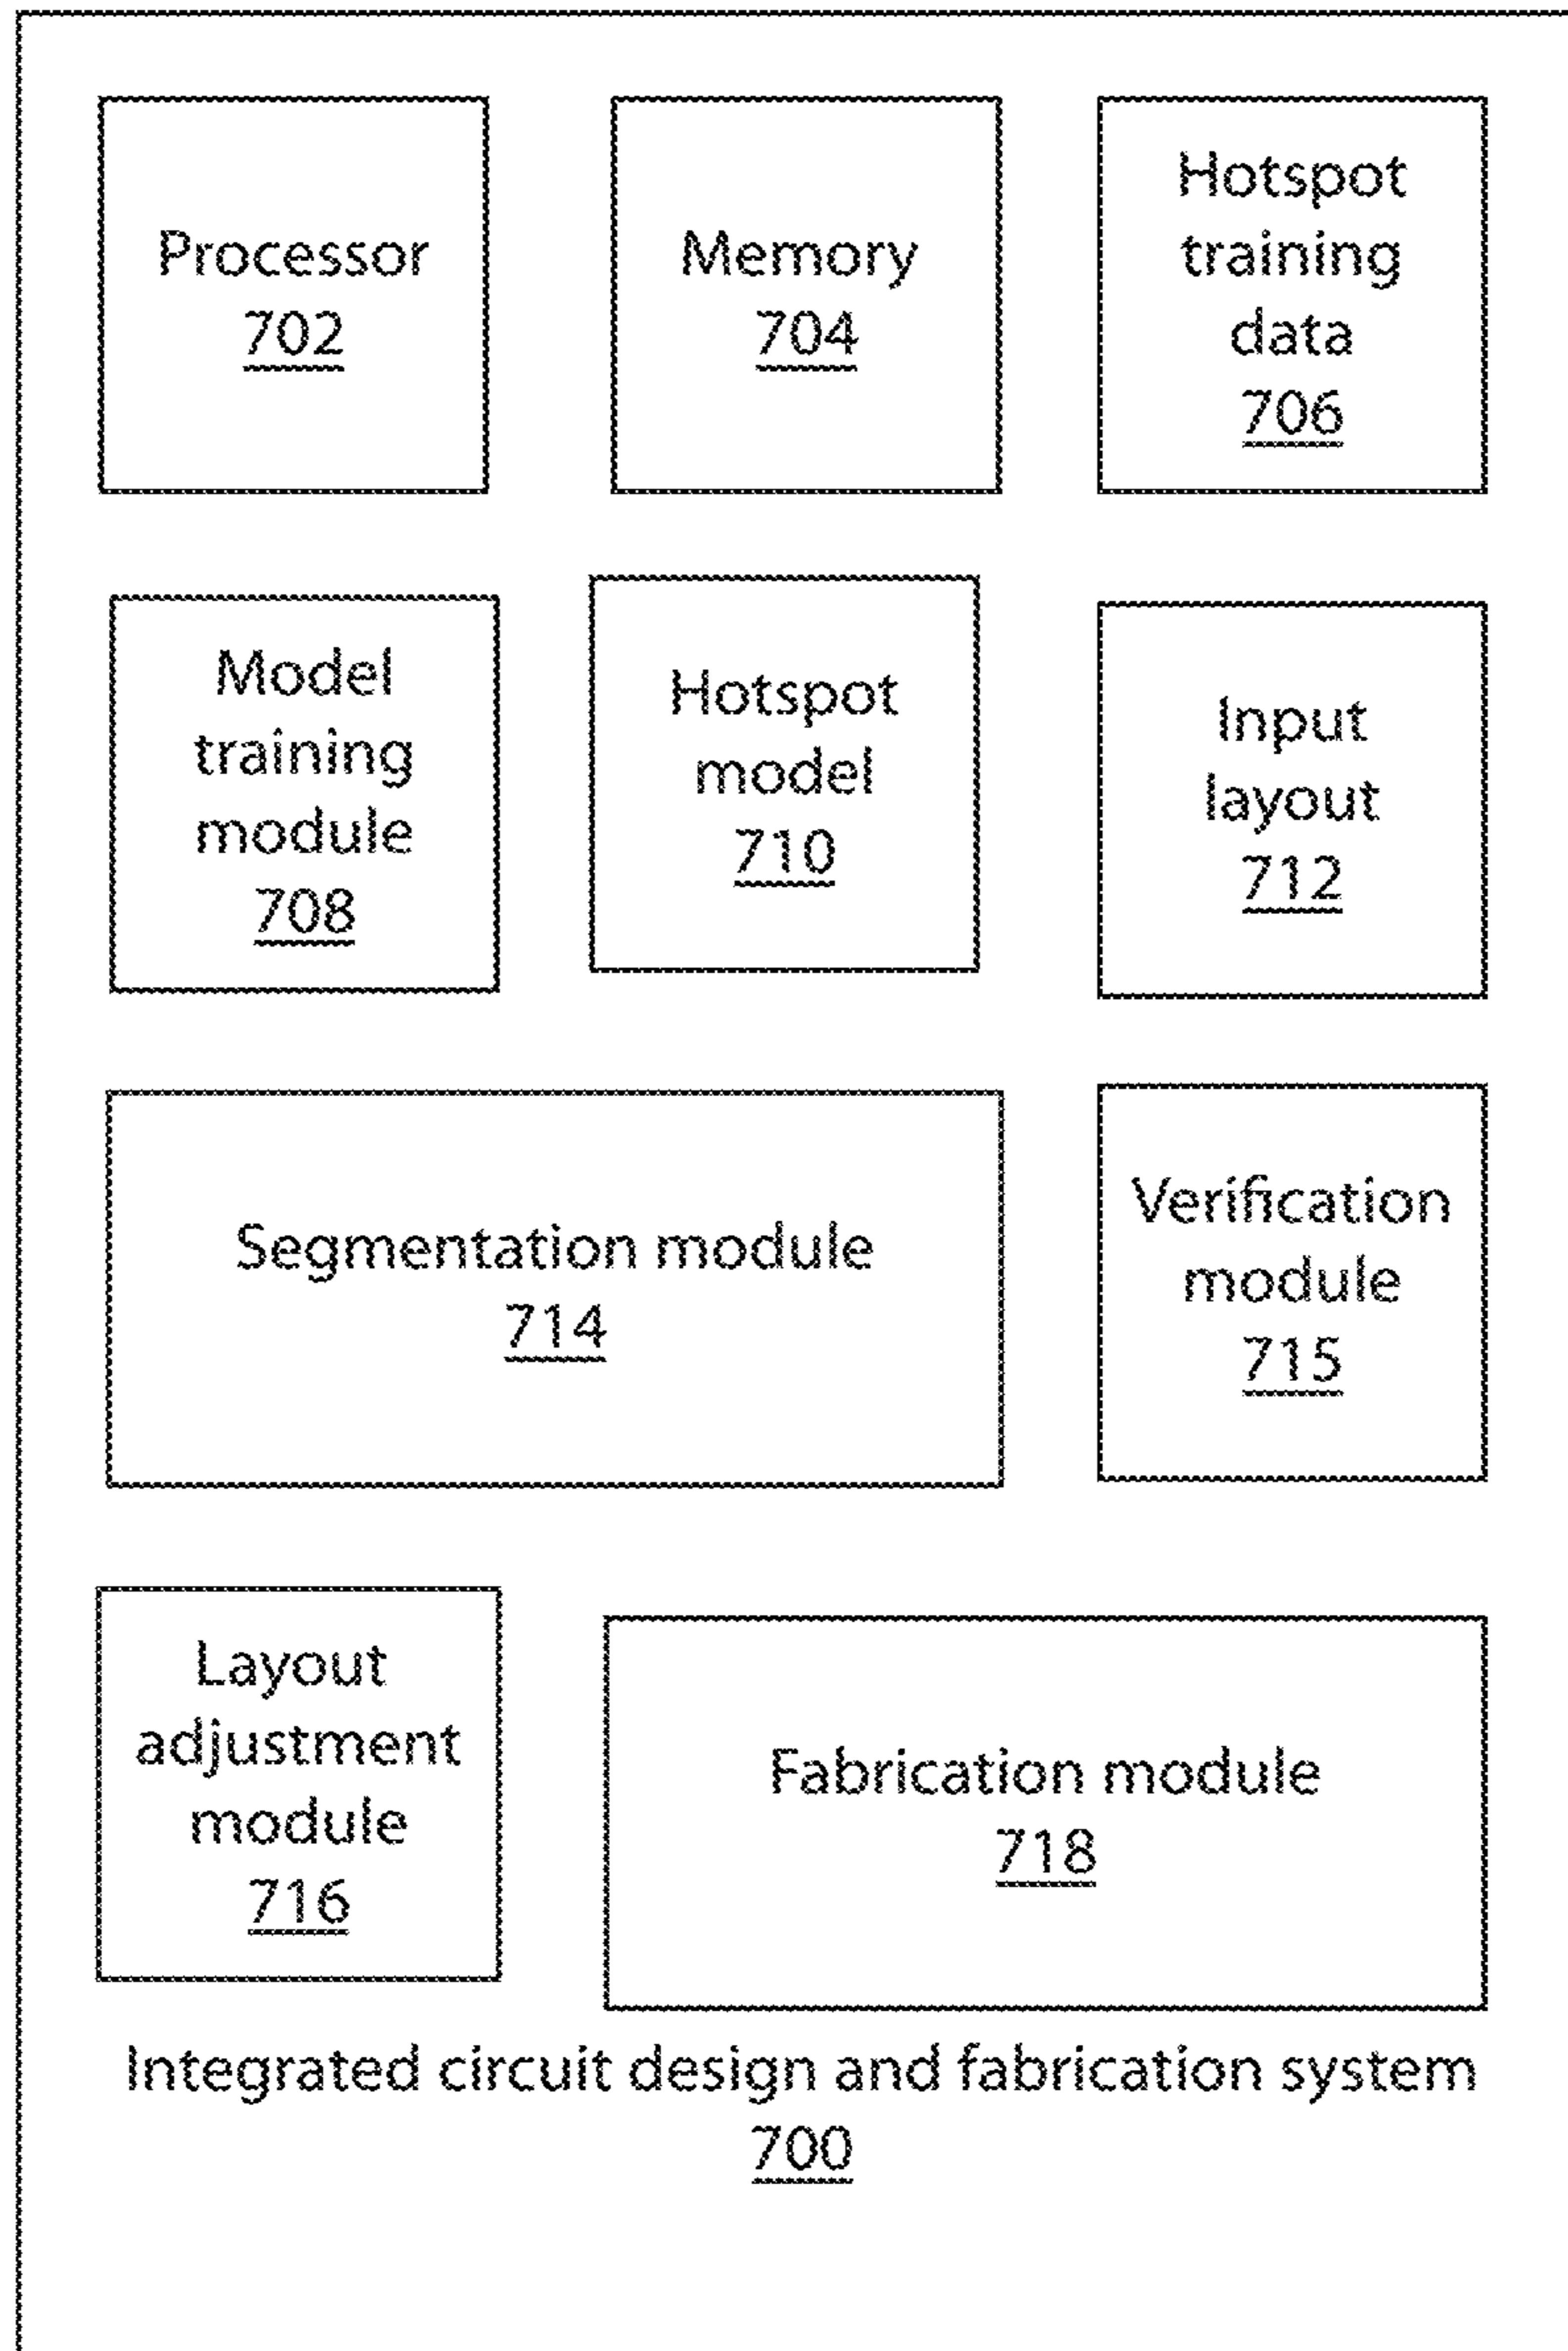 Processor
702
Memory
704
Hotspot
training
data
706
Model
training
module
708
Hotspot
model
710
Input
layout
712
Segmentation module
714
Verification
module
715
Layout
adjustment
module
716
Fabrication module
718
Integrated circuit design and fabrication system
700